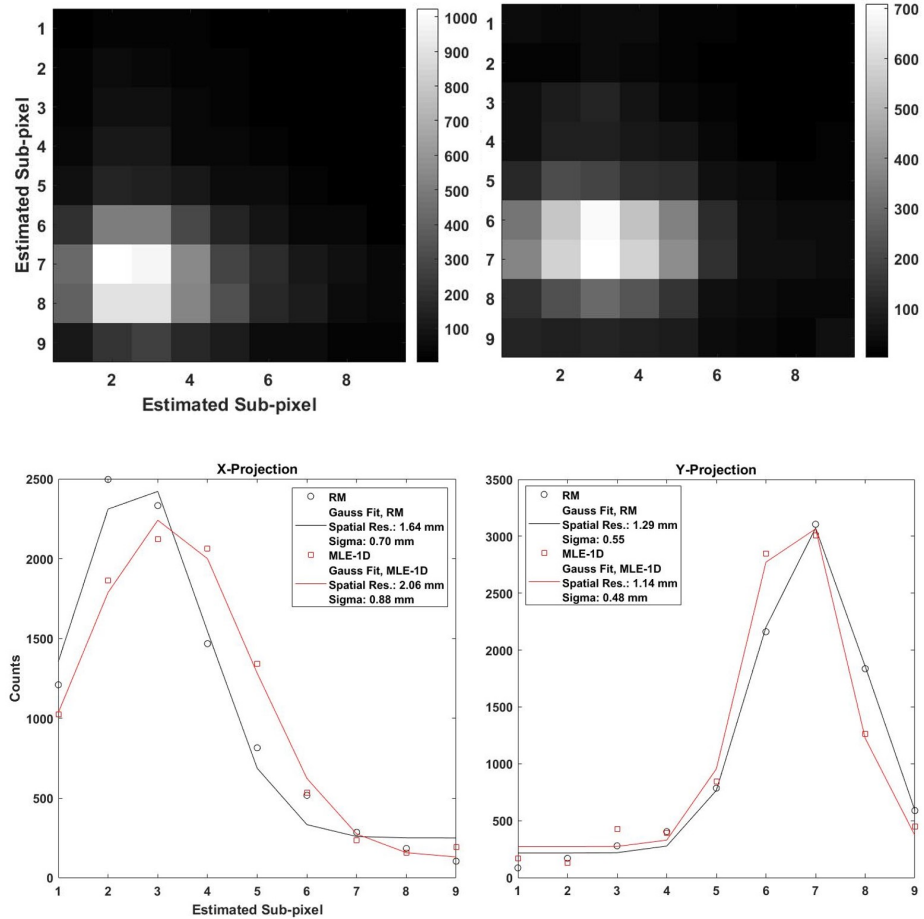 1
2
3
4
5
6
7
8
9
Estimated Sub-pixel
2 4 6 8
Estimated Sub-pixel
1000
900
800
700
600
500
400
300
200
100
1
2
3
4
5
6
7
8
9
2 4 6 8
700
600
500
400
300
200
100
X-Projection
2500
2000
1500
1000
500
0
Counts
1 2 3 4 5 6 7 8 9
Estimated Sub-pixel
RM
Gauss Fit, RM
Spatial Res.: 1.64 mm
Sigma: 0.70 mm
MLE-1D
Gauss Fit, MLE-1D
Spatial Res.: 2.06 mm
Sigma: 0.88 mm
Y-Projection
3500
3000
2500
2000
1500
1000
500
0
1 2 3 4 5 6 7 8 9
RM
Gauss Fit, RM
Spatial Res.: 1.29 mm
Sigma: 0.55
MLE-1D
Gauss Fit, MLE-1D
Spatial Res.: 1.14 mm
Sigma: 0.48 mm